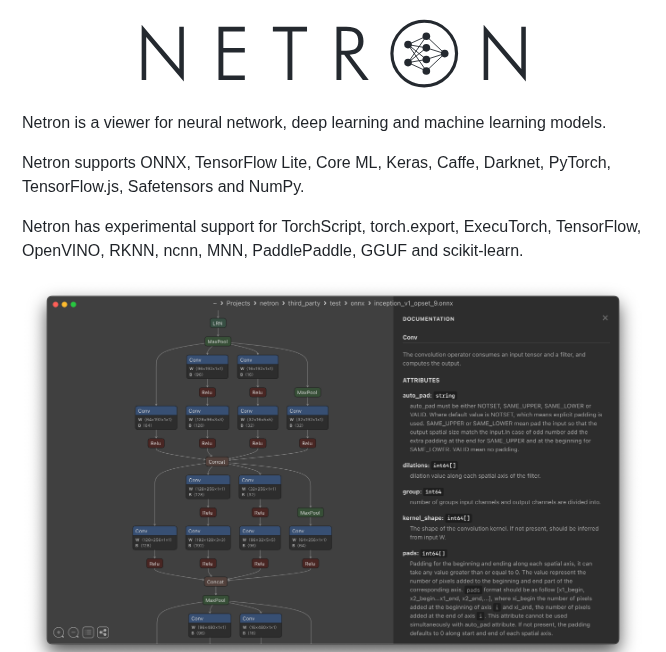 NETRON
Netron is a viewer for neural network, deep learning and machine learning models.
Netron supports ONNX, TensorFlow Lite, Core ML, Keras, Caffe, Darknet, PyTorch,
TensorFlow.js, Safetensors and NumPy.
Netron has experimental support for TorchScript, torch.export, ExecuTorch, TensorFlow,
OpenVINO, RKNN, ncnn, MNN, PaddlePaddle, GGUF and scikit-learn.
~ › Projects › netron › third_party › test › onnx › inception_v1_opset_9.onnx
LRN
MaxPool
Conv
Conv
Relu
Relu
MaxPool
Conv
Conv
Conv
Conv
Relu
Relu
Relu
Relu
Concat
Conv
Conv
Relu
Relu
MaxPool
Conv
Conv
Conv
Conv
Relu
Relu
Relu
Relu
Concat
MaxPool
Conv
Conv
DOCUMENTATION
Conv
The convolution operator consumes an input tensor and a filter, and
computes the output.
ATTRIBUTES
auto_pad: string
auto_pad must be either NOTSET, SAME_UPPER, SAME_LOWER or
VALID. Where default value is NOTSET, which means explicit padding is
used. SAME_UPPER or SAME_LOWER mean pad the input so that the
output spatial size match the input.In case of odd number add the
extra padding at the end for SAME_UPPER and at the beginning for
SAME_LOWER. VALID mean no padding.
dilations: int64[]
dilation value along each spatial axis of the filter.
group: int64
number of groups input channels and output channels are divided into.
kernel_shape: int64[]
The shape of the convolution kernel. If not present, should be inferred
from input W.
pads: int64[]
Padding for the beginning and ending along each spatial axis, it can
take any value greater than or equal to 0. The value represent the
number of pixels added to the beginning and end part of the
corresponding axis. pads format should be as follow [x1_begin,
x2_begin...x1_end, x2_end,...], where xi_begin the number of pixels
added at the beginning of axis i and xi_end, the number of pixels
added at the end of axis i. This attribute cannot be used
simultaneously with auto_pad attribute. If not present, the padding
defaults to 0 along start and end of each spatial axis.